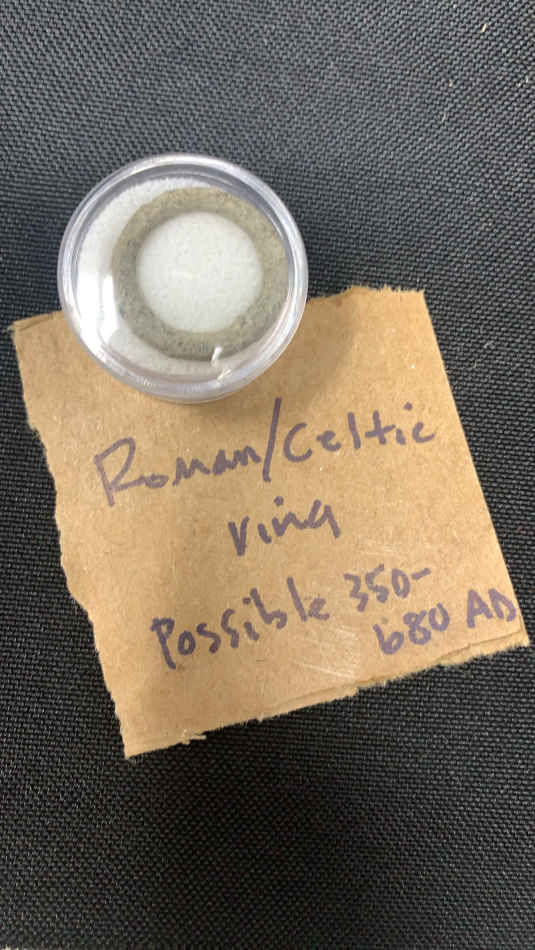 Roman/Celtic
ring
Possible 350-
680 AD